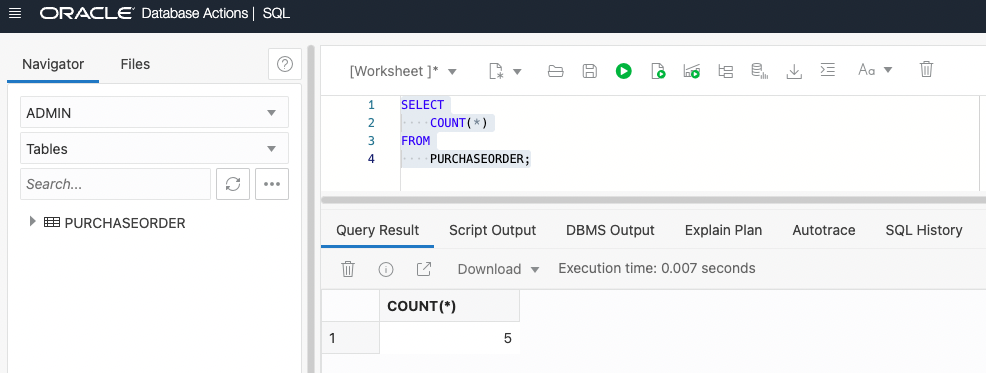 ORACLE Database Actions | SQL
Navigator
Files
ADMIN
Tables
Search...
PURCHASEORDER
[Worksheet ]*
Aa
1 SELECT
2 ····COUNT(*)
3 FROM
4 ····PURCHASEORDER;
Query Result
Script Output
DBMS Output
Explain Plan
Autotrace
SQL History
Download
Execution time: 0.007 seconds
COUNT(*)
1 5